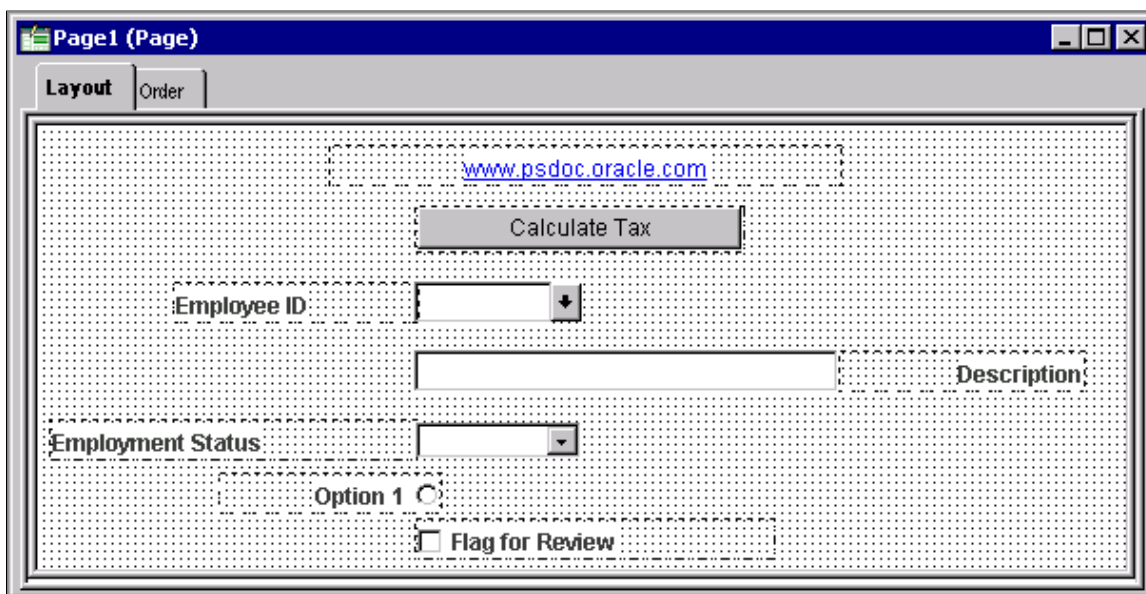 Page1 (Page)
Layout Order
www.psdoc.oracle.com
Calculate Tax
Employee ID
Description
Employment Status
Option 1
Flag for Review